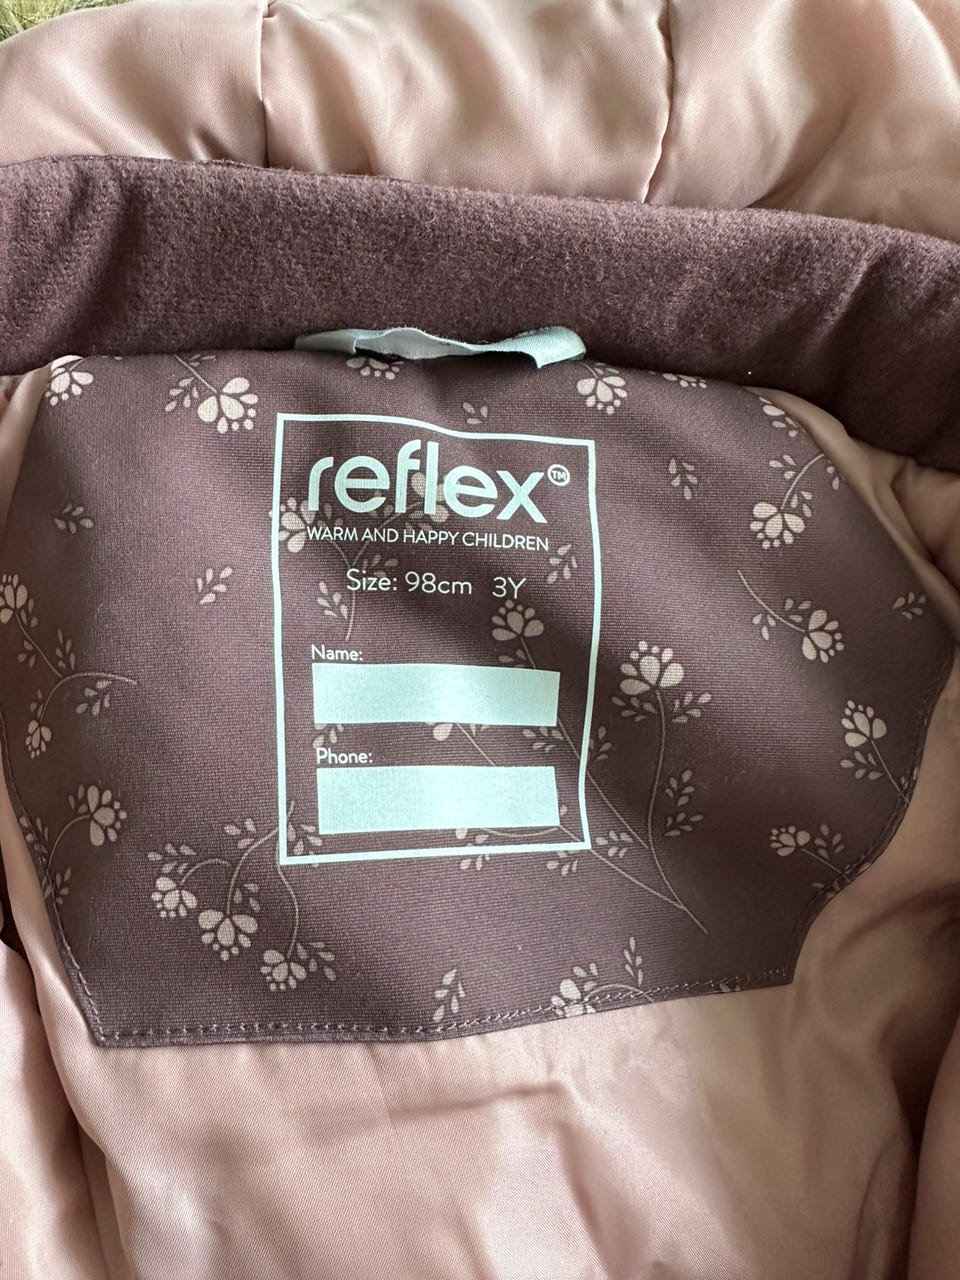 reflex™
WARM AND HAPPY CHILDREN
Size: 98cm 3Y
Name:
Phone: